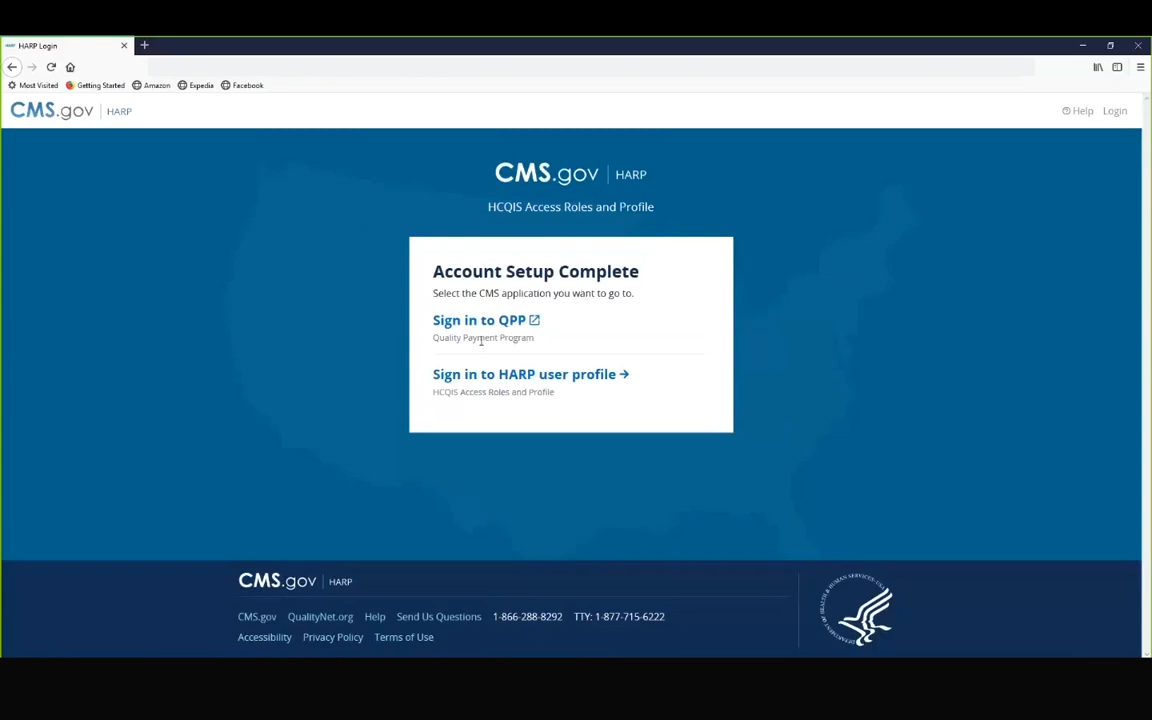 HARP Login
Most Visited Getting Started Amazon Expedia Facebook
CMS.gov HARP Help Login
CMS.gov HARP
HCQIS Access Roles and Profile
Account Setup Complete
Select the CMS application you want to go to.
Sign in to QPP
Quality Payment Program
Sign in to HARP user profile
HCQIS Access Roles and Profile
CMS.gov HARP
CMS.gov QualityNet.org Help Send Us Questions 1-866-288-8292 TTY: 1-877-715-6222
Accessibility Privacy Policy Terms of Use